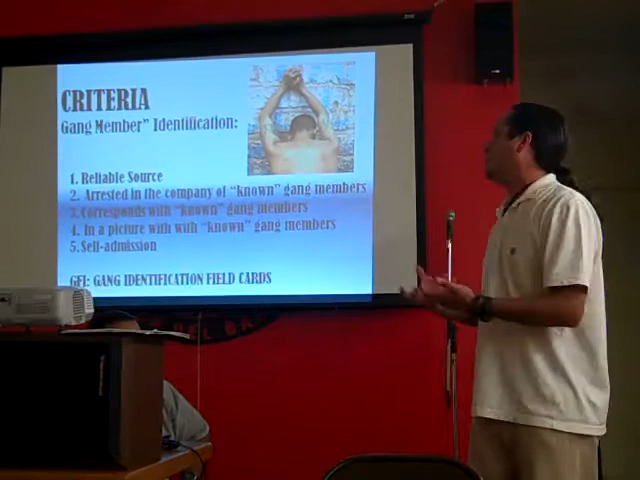 CRITERIA
Gang Member” Identification:
1. Reliable Source
2. Arrested in the company of “known” gang members
3. Corresponds with “known” gang members
4. In a picture with with “known” gang members
5. Self-admission
GFI: GANG IDENTIFICATION FIELD CARDS